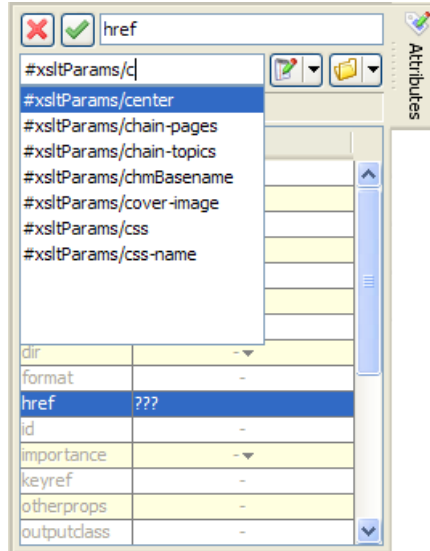 href
Attributes
#xsltParams/c
#xsltParams/center
#xsltParams/chain-pages
#xsltParams/chain-topics
#xsltParams/chmBasename
#xsltParams/cover-image
#xsltParams/css
#xsltParams/css-name
dir -
format -
href ???
id -
importance -
keyref -
otherprops -
outputclass -